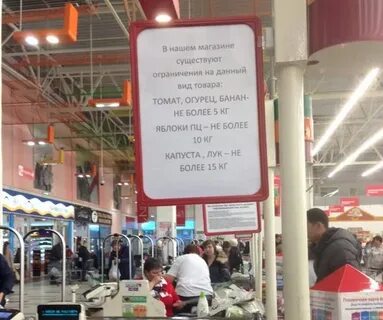 В нашем магазине
существуют
ограничения на данный
вид товара:
ТОМАТ, ОГУРЕЦ, БАНАН-
НЕ БОЛЕЕ 5 КГ
ЯБЛОКИ ПЦ – НЕ БОЛЕЕ
10 КГ
КАПУСТА , ЛУК – НЕ
БОЛЕЕ 15 КГ